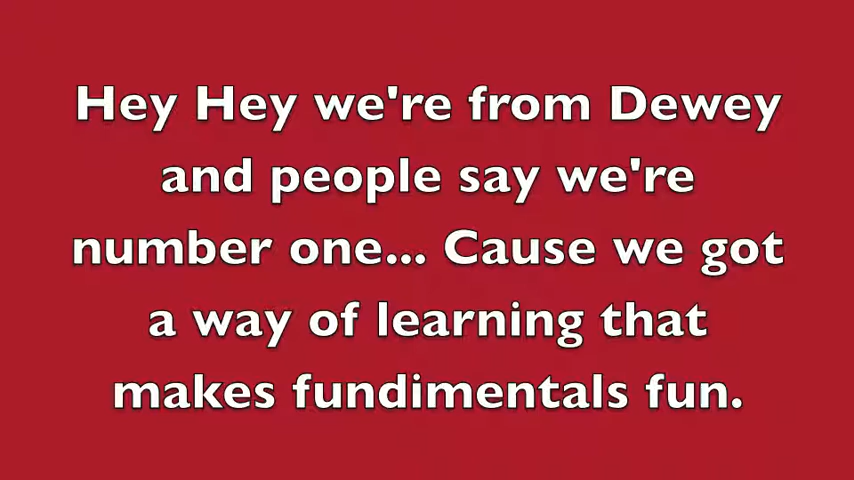 Hey Hey we're from Dewey
and people say we're
number one... Cause we got
a way of learning that
makes fundimentals fun.